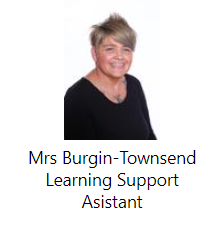 Mrs Burgin-Townsend
Learning Support
Asistant